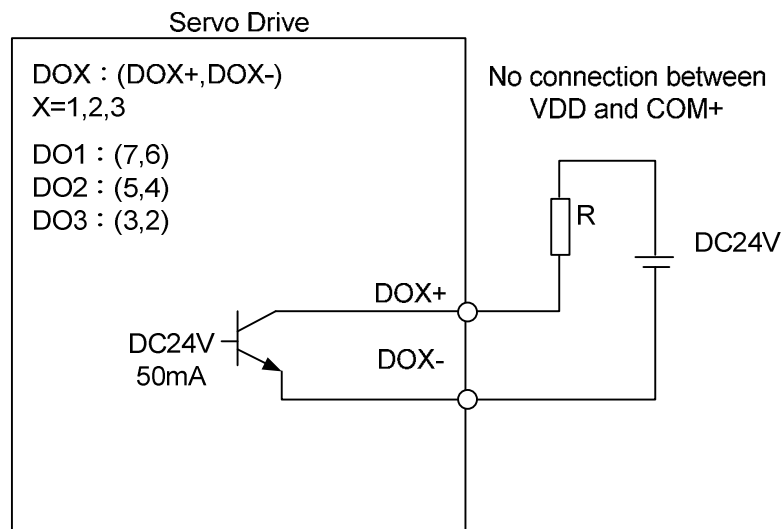 Servo Drive
DOX：(DOX+,DOX-)
X=1,2,3
DO1：(7,6)
DO2：(5,4)
DO3：(3,2)
No connection between
VDD and COM+
R
DC24V
DOX+
DC24V
50mA
DOX-